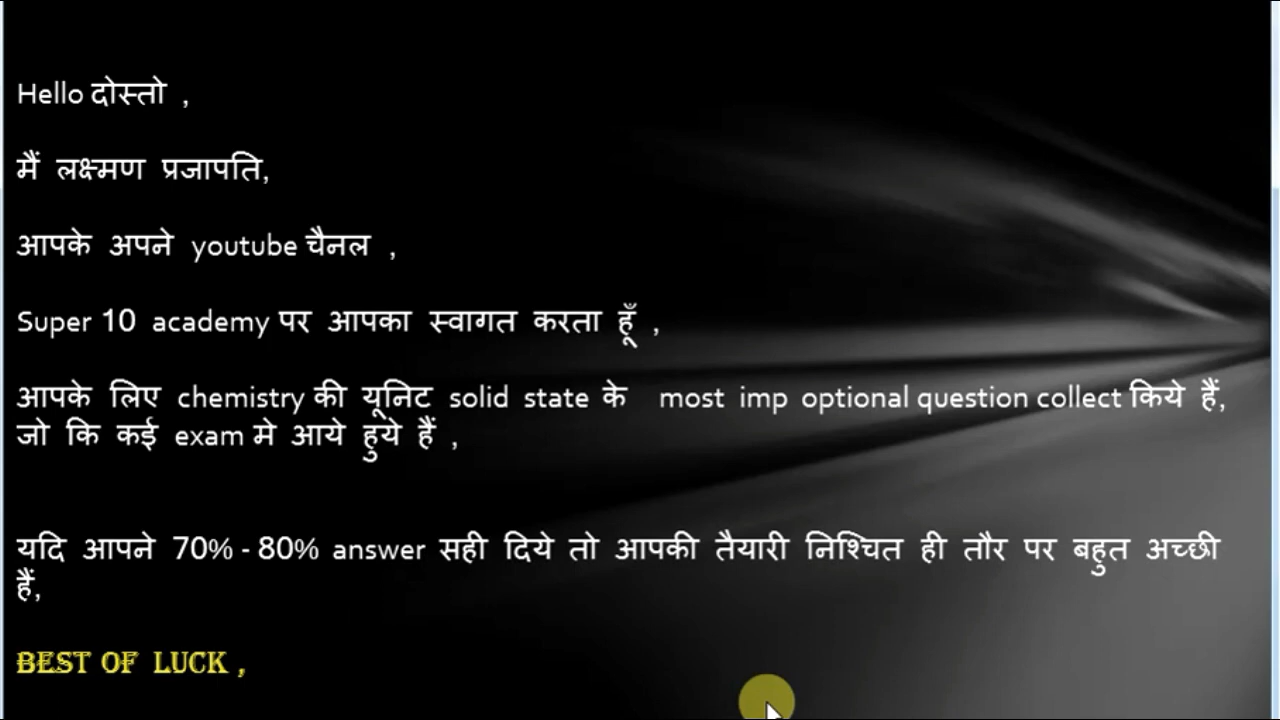 Hello दोस्तो ,
मैं लक्ष्मण प्रजापति,
आपके अपने youtube चैनल ,
Super 10 academy पर आपका स्वागत करता हूँ ,
आपके लिए chemistry की यूनिट solid state के most imp optional question collect किये हैं,
जो कि कई exam मे आये हुये हैं ,
यदि आपने 70% - 80% answer सही दिये तो आपकी तैयारी निश्चित ही तौर पर बहुत अच्छी
हैं,
BEST OF LUCK ,